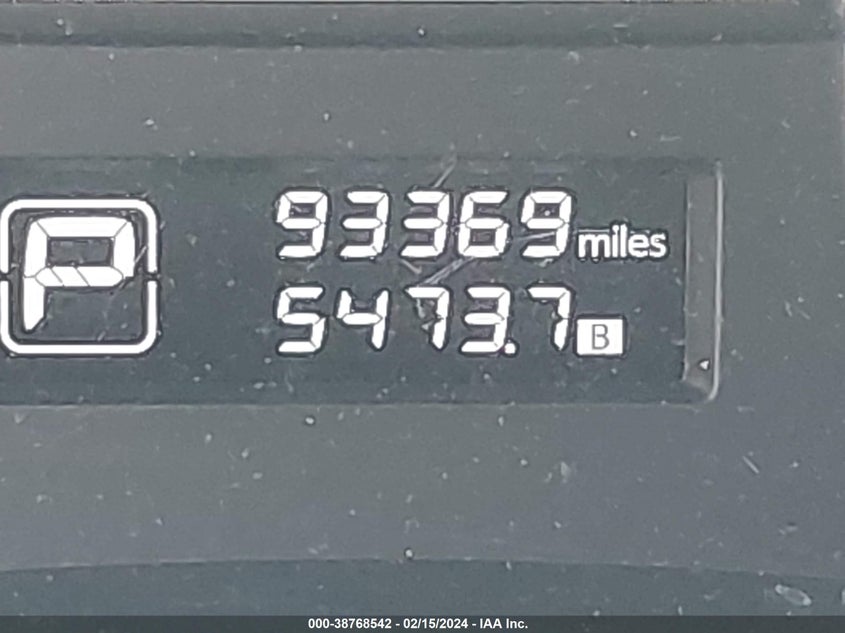 P
93369 miles
5473.7 B
000-38768542 - 02/15/2024 - IAA Inc.